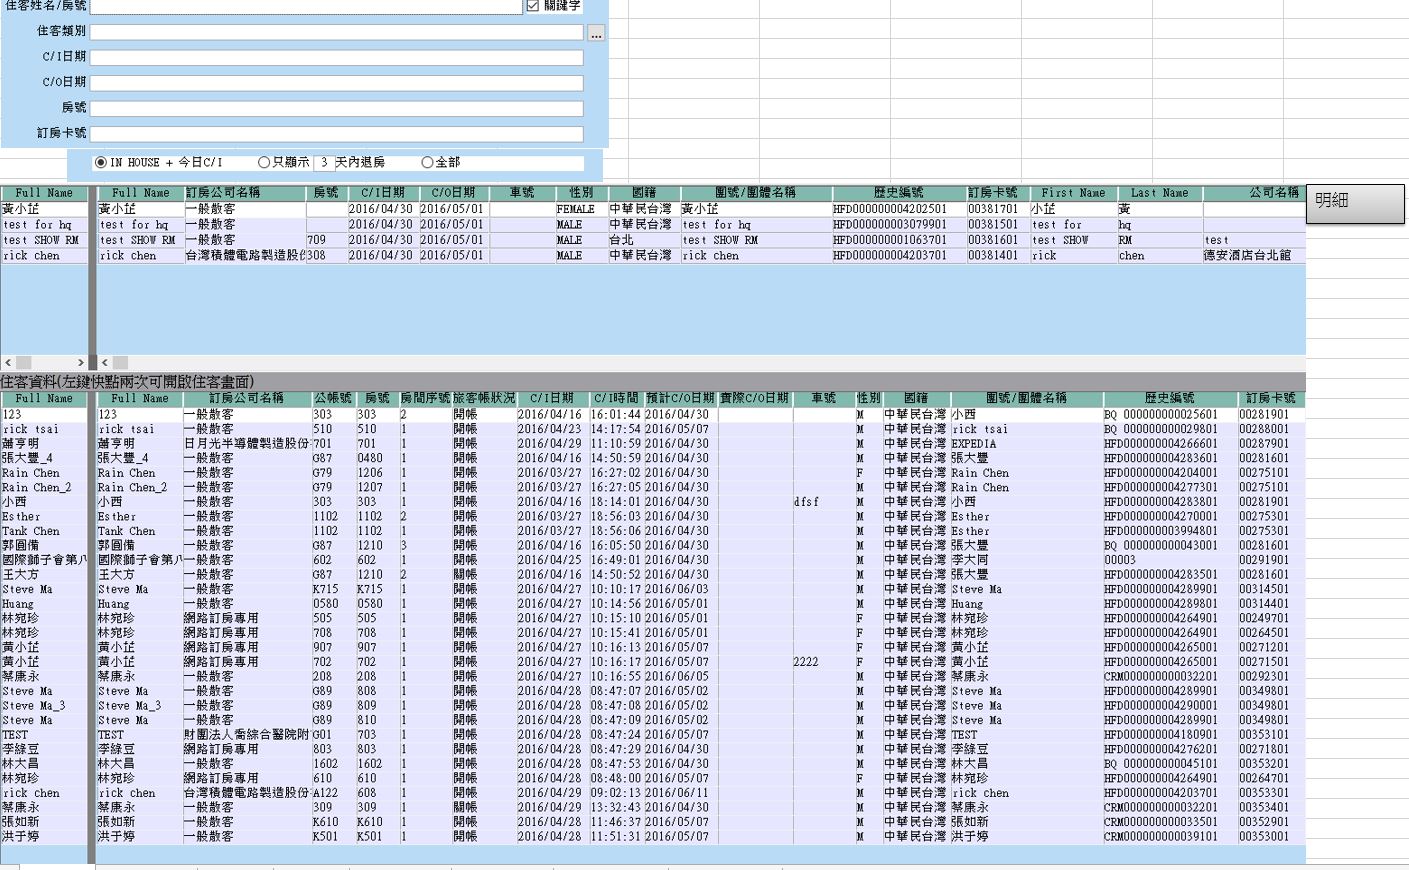 住客姓名/房號 關鍵字
住客類別 ...
C/I日期
C/O日期
房號
訂房卡號
IN HOUSE + 今日C/I 只顯示 3 天內退房 全部
Full Name Full Name 訂房公司名稱 房號 C/I日期 C/O日期 車號 性別 國籍 團號/團體名稱 歷史編號 訂房卡號 First Name Last Name 公司名稱 明細
黃小芷 黃小芷 一般散客 2016/04/30 2016/05/01 FEMALE 中華民台灣 黃小芷 HFD000000004202501 00381701 小芷 黃
test for hq test for hq 一般散客 2016/04/30 2016/05/01 MALE 中華民台灣 test for hq HFD000000003079901 00381501 test for hq
test SHOW RM test SHOW RM 一般散客 709 2016/04/30 2016/05/01 MALE 台北 test SHOW RM HFD000000001063701 00381601 test SHOW RM test
rick chen rick chen 台灣積體電路製造股份 308 2016/04/30 2016/05/01 MALE 中華民台灣 rick chen HFD000000004203701 00381401 rick chen 德安酒店台北館
住客資料(左鍵快點兩次可開啟住客畫面)
Full Name Full Name 訂房公司名稱 公帳號 房號 房間序號 旅客帳狀況 C/I日期 C/I時間 預計C/O日期 實際C/O日期 車號 性別 國籍 團號/團體名稱 歷史編號 訂房卡號
123 123 一般散客 303 303 2 開帳 2016/04/16 16:01:44 2016/04/30 M 中華民台灣 小西 BQ 000000000025601 00281901
rick tsai rick tsai 一般散客 510 510 1 開帳 2016/04/23 14:17:54 2016/05/07 M 中華民台灣 rick tsai BQ 000000000029801 00288001
蕭亨明 蕭亨明 日月光半導體製造股份 701 701 1 開帳 2016/04/29 11:10:59 2016/04/30 M 中華民台灣 EXPEDIA HFD000000004266601 00287901
張大豐_4 張大豐_4 一般散客 G87 0480 1 開帳 2016/04/16 14:50:59 2016/04/30 M 中華民台灣 張大豐 HFD000000004283601 00281601
Rain Chen Rain Chen 一般散客 G79 1206 1 開帳 2016/03/27 16:27:02 2016/04/30 F 中華民台灣 Rain Chen HFD000000004204001 00275101
Rain Chen_2 Rain Chen_2 一般散客 G79 1207 1 開帳 2016/03/27 16:27:05 2016/04/30 M 中華民台灣 Rain Chen HFD000000004277301 00275101
小西 小西 一般散客 303 303 1 開帳 2016/04/16 18:14:01 2016/04/30 dfsf M 中華民台灣 小西 HFD000000004283801 00281901
Esther Esther 一般散客 1102 1102 2 開帳 2016/03/27 18:56:03 2016/04/30 M 中華民台灣 Esther HFD000000004270001 00275301
Tank Chen Tank Chen 一般散客 1102 1102 1 開帳 2016/03/27 18:56:06 2016/04/30 M 中華民台灣 Esther HFD000000003994801 00275301
郭圓備 郭圓備 一般散客 G87 1210 3 開帳 2016/04/16 16:05:50 2016/04/30 M 中華民台灣 張大豐 BQ 000000000043001 00281601
國際獅子會第八 國際獅子會第八 一般散客 602 602 1 開帳 2016/04/25 16:49:01 2016/04/30 M 中華民台灣 李大同 00003 00291901
王大方 王大方 一般散客 G87 1210 2 關帳 2016/04/16 14:50:52 2016/04/30 M 中華民台灣 張大豐 HFD000000004283501 00281601
Steve Ma Steve Ma 一般散客 K715 K715 1 開帳 2016/04/27 10:10:17 2016/06/03 M 中華民台灣 Steve Ma HFD000000004289901 00314501
Huang Huang 一般散客 0580 0580 1 開帳 2016/04/27 10:14:56 2016/05/01 M 中華民台灣 Huang HFD000000004289801 00314401
林宛珍 林宛珍 網路訂房專用 505 505 1 開帳 2016/04/27 10:15:10 2016/05/01 F 中華民台灣 林宛珍 HFD000000004264901 00249701
林宛珍 林宛珍 網路訂房專用 708 708 1 開帳 2016/04/27 10:15:41 2016/05/01 F 中華民台灣 林宛珍 HFD000000004264901 00264501
黃小芷 黃小芷 網路訂房專用 907 907 1 開帳 2016/04/27 10:16:13 2016/05/07 F 中華民台灣 黃小芷 HFD000000004265001 00271201
黃小芷 黃小芷 網路訂房專用 702 702 1 開帳 2016/04/27 10:16:17 2016/05/07 2222 F 中華民台灣 黃小芷 HFD000000004265001 00271501
蔡康永 蔡康永 一般散客 208 208 1 開帳 2016/04/27 10:16:55 2016/06/05 M 中華民台灣 蔡康永 CRM000000000032201 00292301
Steve Ma Steve Ma 一般散客 G89 808 1 開帳 2016/04/28 08:47:07 2016/05/02 M 中華民台灣 Steve Ma HFD000000004289901 00349801
Steve Ma_3 Steve Ma_3 一般散客 G89 809 1 開帳 2016/04/28 08:47:08 2016/05/02 M 中華民台灣 Steve Ma HFD000000004290001 00349801
Steve Ma Steve Ma 一般散客 G89 810 1 開帳 2016/04/28 08:47:09 2016/05/02 M 中華民台灣 Steve Ma HFD000000004289901 00349801
TEST TEST 財團法人喬綜合醫院附 G01 703 1 開帳 2016/04/28 08:47:24 2016/05/07 M 中華民台灣 TEST HFD000000004180901 00353101
李綠豆 李綠豆 網路訂房專用 803 803 1 開帳 2016/04/28 08:47:29 2016/04/30 M 中華民台灣 李綠豆 HFD000000004276201 00271801
林大昌 林大昌 一般散客 1602 1602 1 開帳 2016/04/28 08:47:53 2016/04/30 M 中華民台灣 林大昌 BQ 000000000045101 00353201
林宛珍 林宛珍 網路訂房專用 610 610 1 開帳 2016/04/28 08:48:00 2016/05/07 F 中華民台灣 林宛珍 HFD000000004264901 00264701
rick chen rick chen 台灣積體電路製造股份 A122 608 1 開帳 2016/04/29 09:02:13 2016/06/11 M 中華民台灣 rick chen HFD000000004203701 00353301
蔡康永 蔡康永 一般散客 309 309 1 關帳 2016/04/29 13:32:43 2016/04/30 M 中華民台灣 蔡康永 CRM000000000032201 00353401
張如新 張如新 一般散客 K610 K610 1 開帳 2016/04/28 11:46:37 2016/05/07 M 中華民台灣 張如新 CRM000000000033501 00352901
洪于婷 洪于婷 一般散客 K501 K501 1 開帳 2016/04/28 11:51:31 2016/05/07 M 中華民台灣 洪于婷 CRM000000000039101 00353001